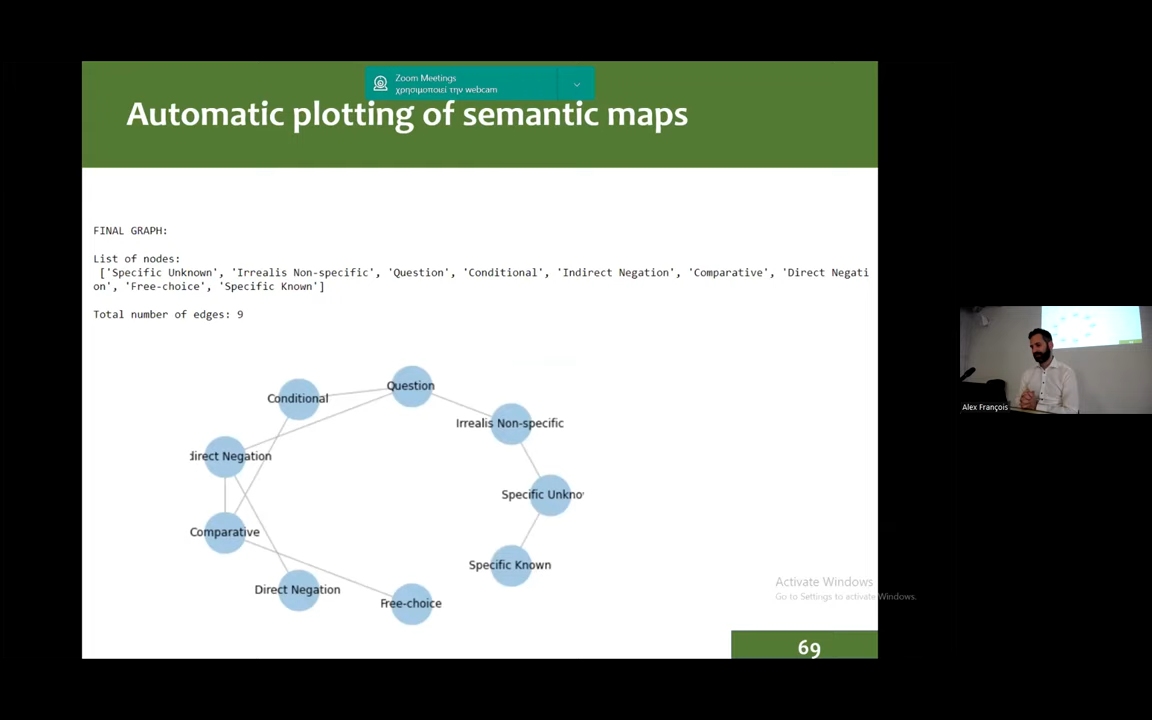 Zoom Meetings
χρησιμοποιεί την webcam
Automatic plotting of semantic maps
FINAL GRAPH:
List of nodes:
['Specific Unknown', 'Irrealis Non-specific', 'Question', 'Conditional', 'Indirect Negation', 'Comparative', 'Direct Negati
on', 'Free-choice', 'Specific Known']
Total number of edges: 9
Question
Conditional
Irrealis Non-specific
direct Negation
Specific Unkno
Comparative
Specific Known
Direct Negation
Free-choice
Alex François
Activate Windows
Go to Settings to activate Windows.
69